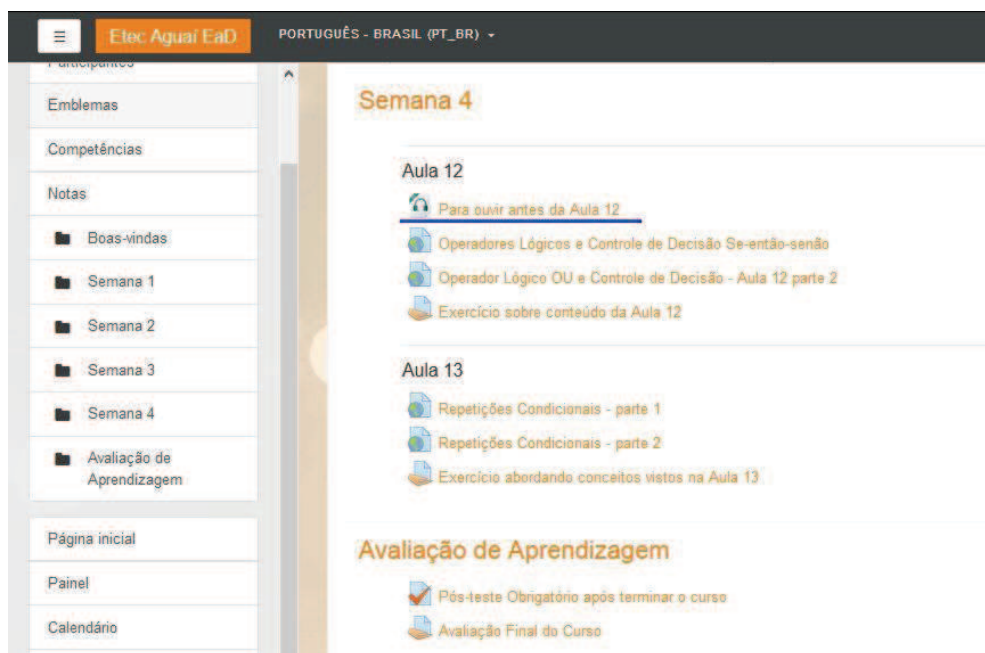 Etec Aguaí EaD
PORTUGUÊS - BRASIL (PT_BR)
Participantes
Emblemas
Competências
Notas
Boas-vindas
Semana 1
Semana 2
Semana 3
Semana 4
Avaliação de
Aprendizagem
Página inicial
Painel
Calendário
Semana 4
Aula 12
Para ouvir antes da Aula 12
Operadores Lógicos e Controle de Decisão Se-então-senão
Operador Lógico OU e Controle de Decisão - Aula 12 parte 2
Exercício sobre conteúdo da Aula 12
Aula 13
Repetições Condicionais - parte 1
Repetições Condicionais - parte 2
Exercício abordando conceitos vistos na Aula 13
Avaliação de Aprendizagem
Pós-teste Obrigatório após terminar o curso
Avaliação Final do Curso